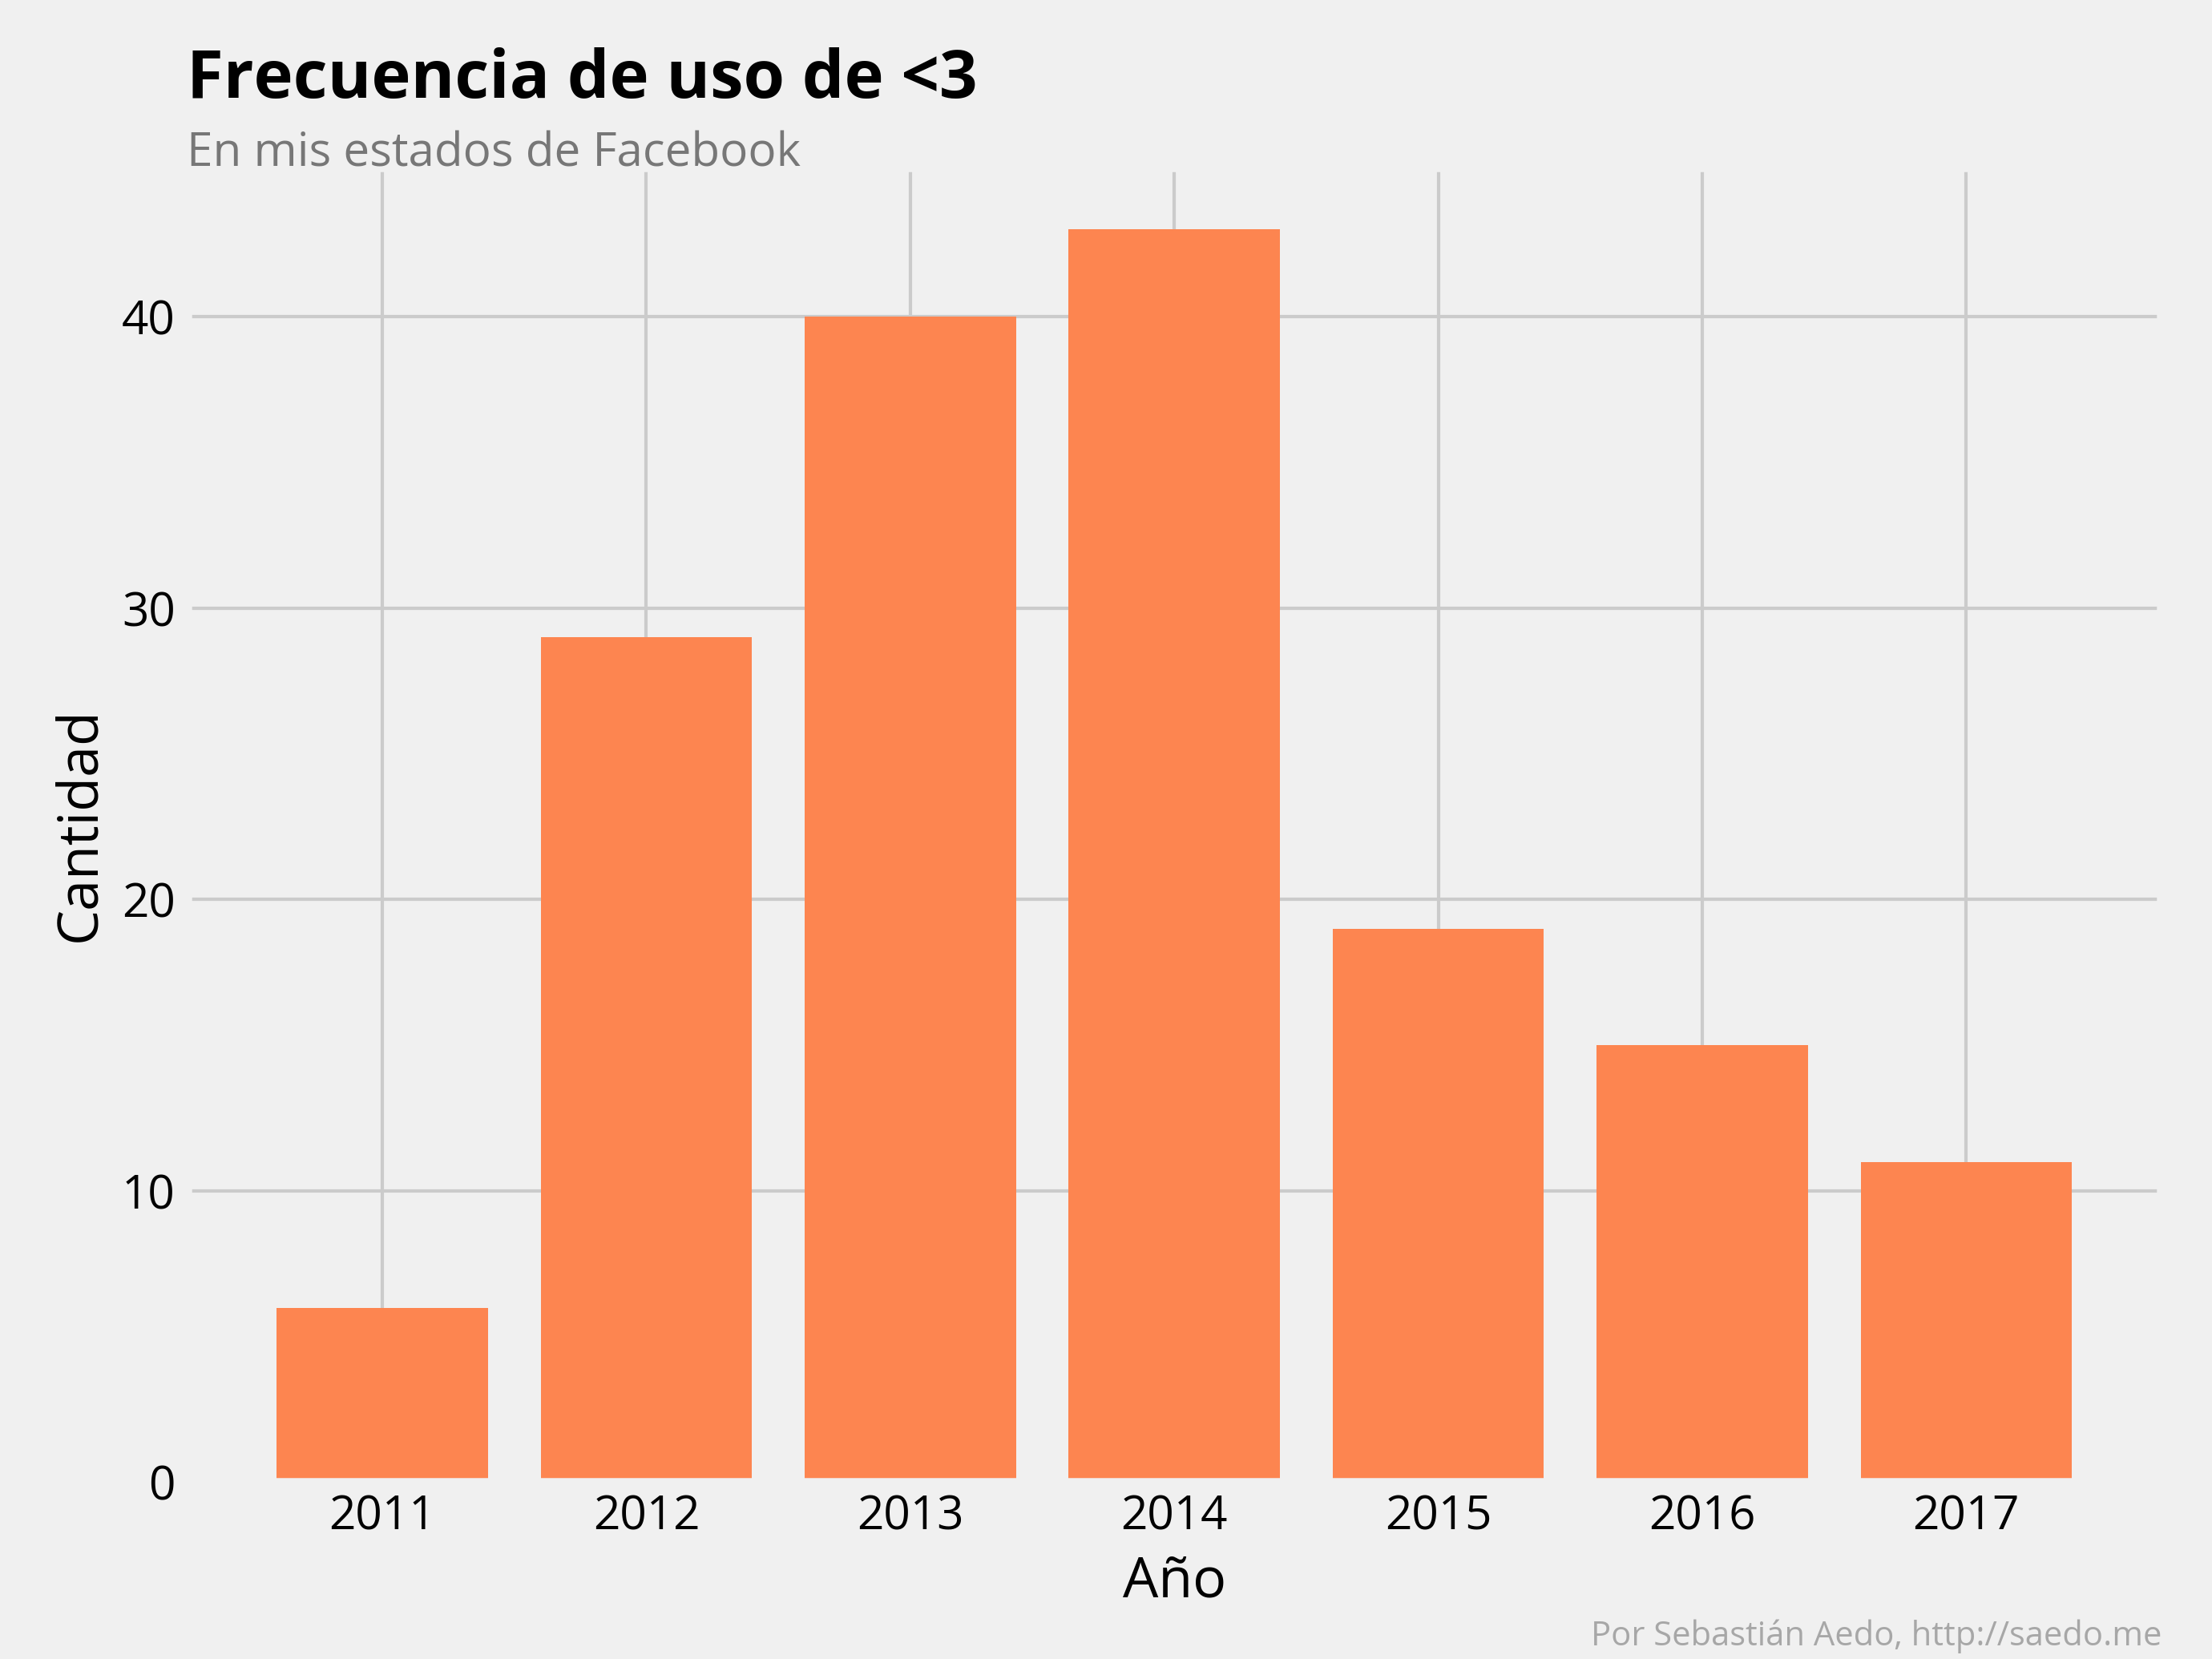 Frecuencia de uso de <3
En mis estados de Facebook
Cantidad
40
30
20
10
0
2011 2012 2013 2014 2015 2016 2017
Año
Por Sebastián Aedo, http://saedo.me